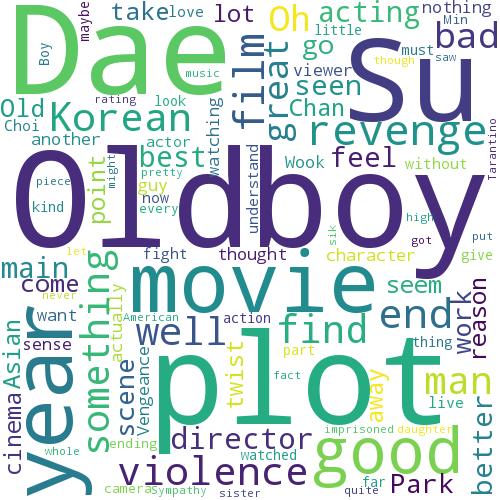 nothing
take
love
lot
Oh
acting
maybe
Min
Boy
Dae
Su
bad
little
go
must
saw
film
great
viewer
though
music
seen
rating
look
Old
Korean
watching
Chan
revenge
Choi
another
actor
Tarantino
Oldboy
best
understand
Wook
feel
without
point
might
pretty
piece
guy
now
kind
every
high
sik
got
put
let
fight
thought
character
give
main
movie
seem
reason
come
something
never
actually
American
action
want
well
find
end
work
thing
year
Asian
sense
scene
Vengeance
twist
part
plot
away
man
fact
live
cinema
director
imprisoned
daughter
good
better
whole
ending
watched
violence
far
Park
camera
Sympathy
sister
quite